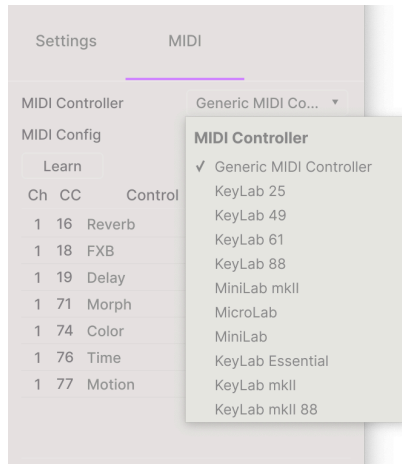 Settings MIDI
MIDI Controller Generic MIDI Co... ▼
MIDI Config
Learn
Ch CC Control
1 16 Reverb
1 18 FXB
1 19 Delay
1 71 Morph
1 74 Color
1 76 Time
1 77 Motion
MIDI Controller
✓ Generic MIDI Controller
KeyLab 25
KeyLab 49
KeyLab 61
KeyLab 88
MiniLab mkII
MicroLab
MiniLab
KeyLab Essential
KeyLab mkII
KeyLab mkII 88